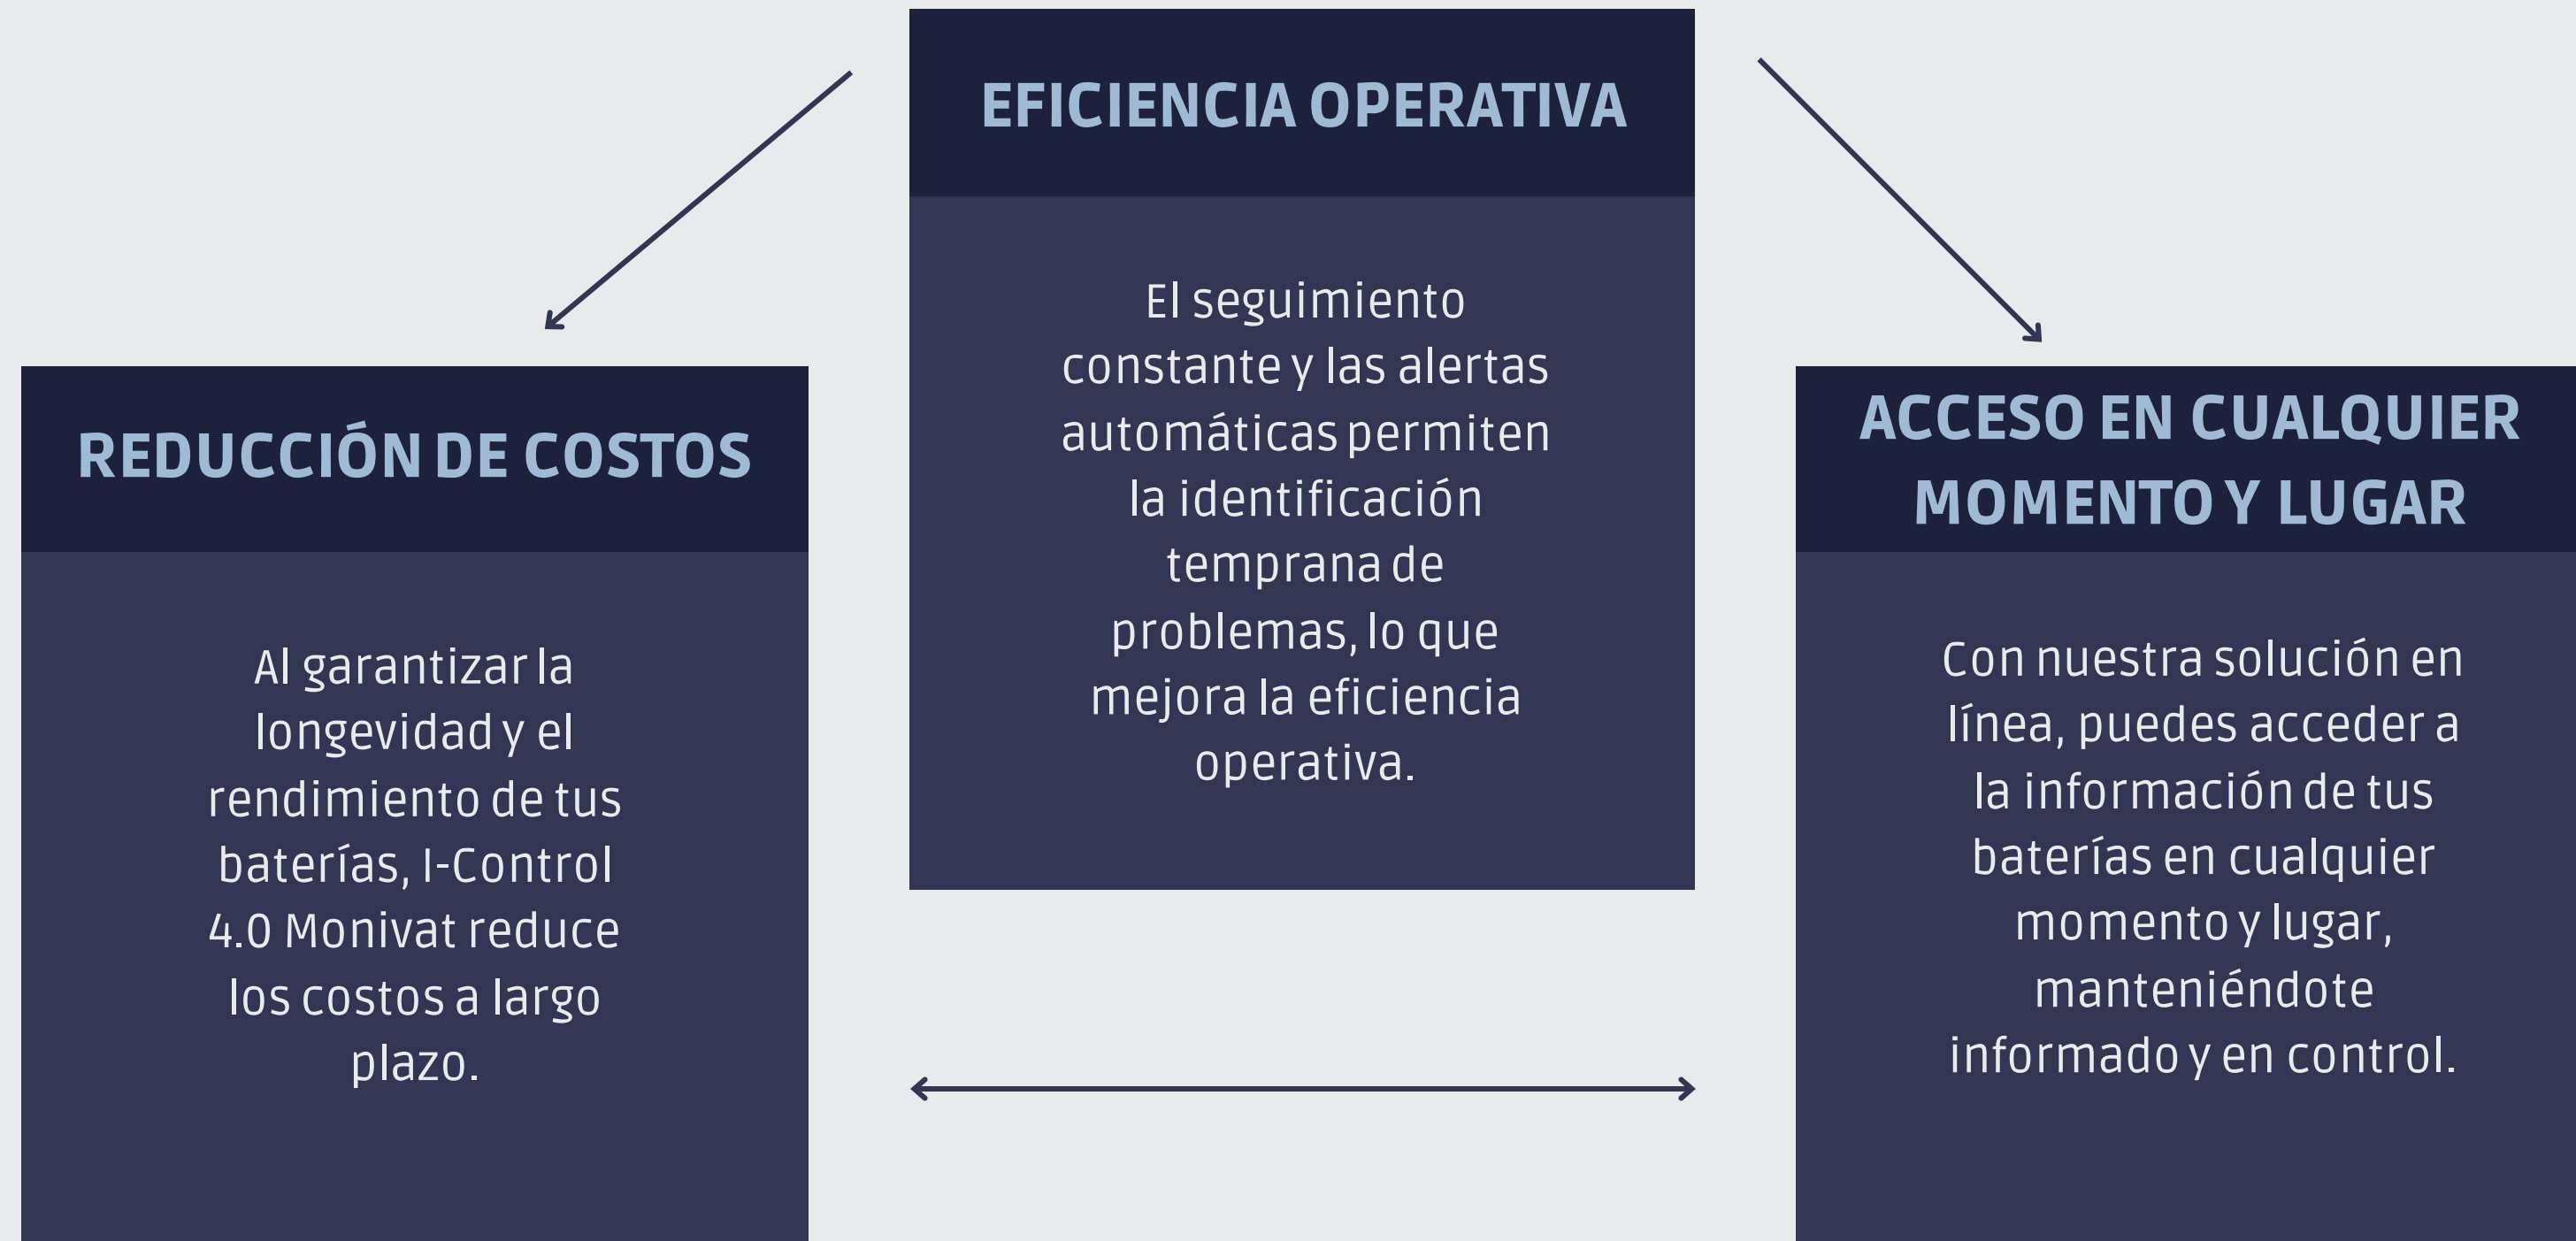 EFICIENCIA OPERATIVA
El seguimiento
constante y las alertas
automáticas permiten
la identificación
temprana de
problemas, lo que
mejora la eficiencia
operativa.
REDUCCIÓN DE COSTOS
Al garantizar la
longevidad y el
rendimiento de tus
baterías, I-Control
4.0 Monivat reduce
los costos a largo
plazo.
ACCESO EN CUALQUIER
MOMENTO Y LUGAR
Con nuestra solución en
línea, puedes acceder a
la información de tus
baterías en cualquier
momento y lugar,
manteniéndote
informado y en control.